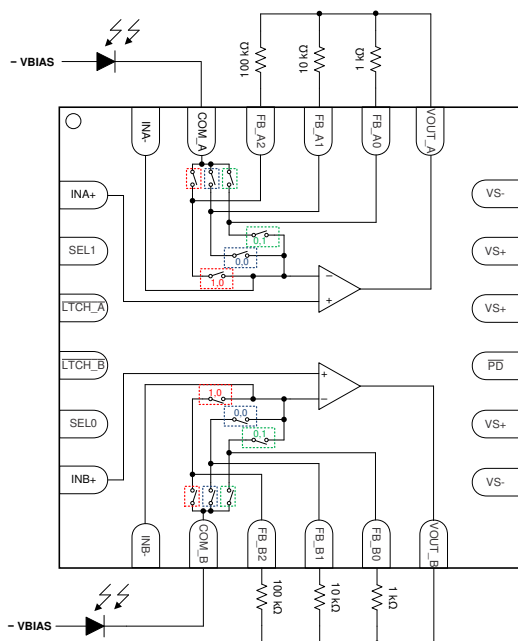 100 kΩ
10 kΩ
1 kΩ
- VBIAS
INA-
COM_A
FB_A2
FB_A1
FB_A0
VOUT_A
INA+
VS-
0,1
SEL1
VS+
0,0
1,0
-
+
LTCH_A
VS+
LTCH_B
PD
+
-
1,0
0,0
SEL0
VS+
0,1
INB+
VS-
INB-
COM_B
FB_B2
FB_B1
FB_B0
VOUT_B
100 kΩ
10 kΩ
1 kΩ
- VBIAS